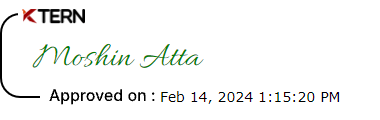 KTERN
Moshin Atta
Approved on : Feb 14, 2024 1:15:20 PM